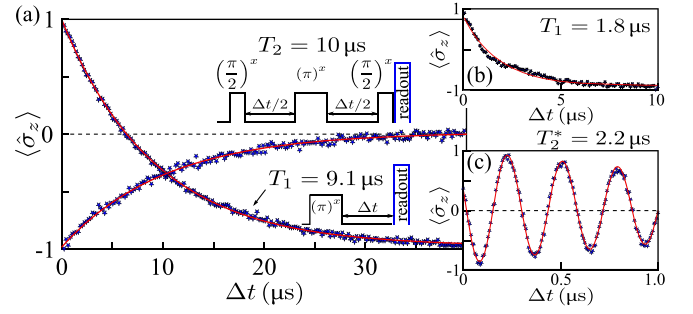 (a)
T₂ = 10 μs
(π/2)ˣ (π)ˣ (π/2)ˣ
Δt/2 Δt/2 readout
T₁ = 9.1 μs
(π)ˣ Δt readout
⟨σ̂z⟩
1
0
-1
0 10 20 30
Δt (μs)
T₁ = 1.8 μs
(b)
⟨σ̂z⟩
1
-1
0 5 10
Δt (μs)
T₂* = 2.2 μs
(c)
⟨σ̂z⟩
1
0
-1
0 0.5 1.0
Δt (μs)